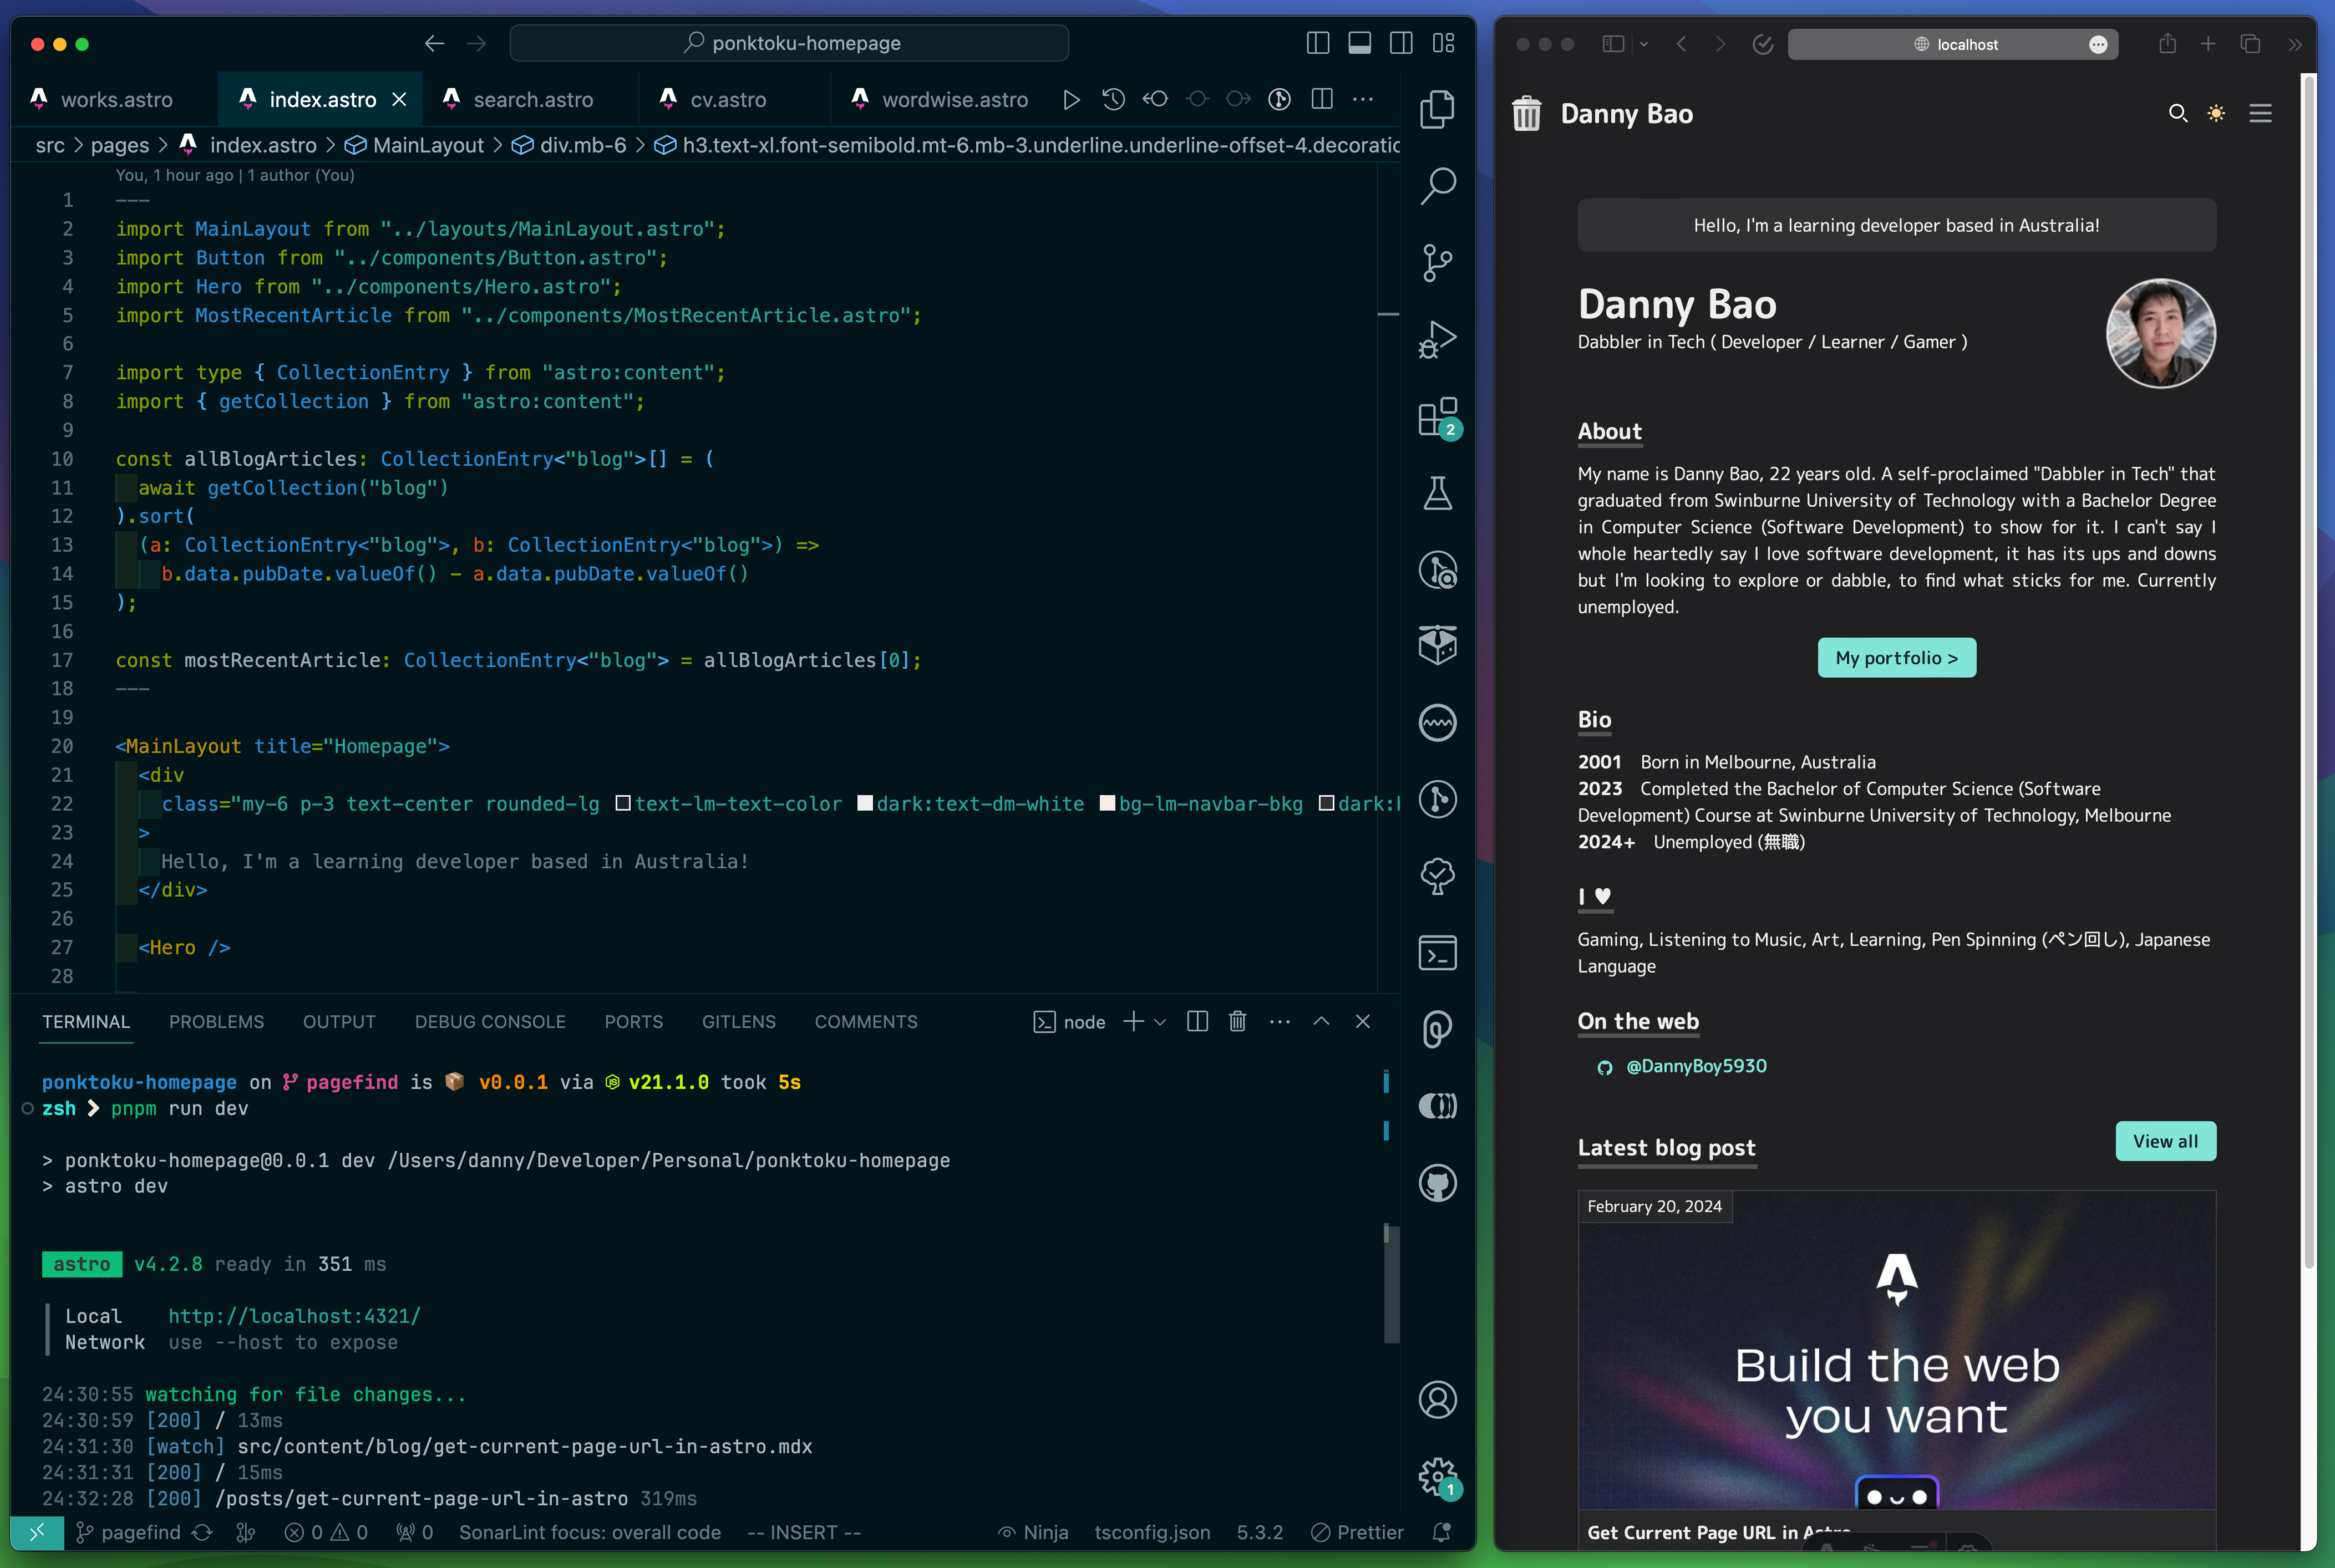 ponktoku-homepage
works.astro
index.astro
search.astro
cv.astro
wordwise.astro
src > pages > index.astro > MainLayout > div.mb-6 > h3.text-xl.font-semibold.mt-6.mb-3.underline.underline-offset-4.decoratic
You, 1 hour ago | 1 author (You)
1 ---
2 import MainLayout from "../layouts/MainLayout.astro";
3 import Button from "../components/Button.astro";
4 import Hero from "../components/Hero.astro";
5 import MostRecentArticle from "../components/MostRecentArticle.astro";
6
7 import type { CollectionEntry } from "astro:content";
8 import { getCollection } from "astro:content";
9
10 const allBlogArticles: CollectionEntry<"blog">[] = (
11 await getCollection("blog")
12 ).sort(
13 (a: CollectionEntry<"blog">, b: CollectionEntry<"blog">) =>
14 b.data.pubDate.valueOf() - a.data.pubDate.valueOf()
15 );
16
17 const mostRecentArticle: CollectionEntry<"blog"> = allBlogArticles[0];
18 ---
19
20 <MainLayout title="Homepage">
21 <div
22 class="my-6 p-3 text-center rounded-lg text-lm-text-color dark:text-dm-white bg-lm-navbar-bkg dark:
23 >
24 Hello, I'm a learning developer based in Australia!
25 </div>
26
27 <Hero />
28
2
TERMINAL
PROBLEMS
OUTPUT
DEBUG CONSOLE
PORTS
GITLENS
COMMENTS
node
ponktoku-homepage on pagefind is 📦 v0.0.1 via v21.1.0 took 5s
zsh ❯ pnpm run dev
> ponktoku-homepage@0.0.1 dev /Users/danny/Developer/Personal/ponktoku-homepage
> astro dev
astro v4.2.8 ready in 351 ms
Local http://localhost:4321/
Network use --host to expose
24:30:55 watching for file changes...
24:30:59 [200] / 13ms
24:31:30 [watch] src/content/blog/get-current-page-url-in-astro.mdx
24:31:31 [200] / 15ms
24:32:28 [200] /posts/get-current-page-url-in-astro 319ms
1
pagefind
0
0
0
SonarLint focus: overall code
-- INSERT --
Ninja
tsconfig.json
5.3.2
Prettier
localhost
Danny Bao
Hello, I'm a learning developer based in Australia!
Danny Bao
Dabbler in Tech ( Developer / Learner / Gamer )
About
My name is Danny Bao, 22 years old. A self-proclaimed "Dabbler in Tech" that
graduated from Swinburne University of Technology with a Bachelor Degree
in Computer Science (Software Development) to show for it. I can't say I
whole heartedly say I love software development, it has its ups and downs
but I'm looking to explore or dabble, to find what sticks for me. Currently
unemployed.
My portfolio >
Bio
2001 Born in Melbourne, Australia
2023 Completed the Bachelor of Computer Science (Software
Development) Course at Swinburne University of Technology, Melbourne
2024+ Unemployed (無職)
I ♥
Gaming, Listening to Music, Art, Learning, Pen Spinning (ペン回し), Japanese
Language
On the web
@DannyBoy5930
Latest blog post
View all
February 20, 2024
Build the web
you want
Get Current Page URL in Astro